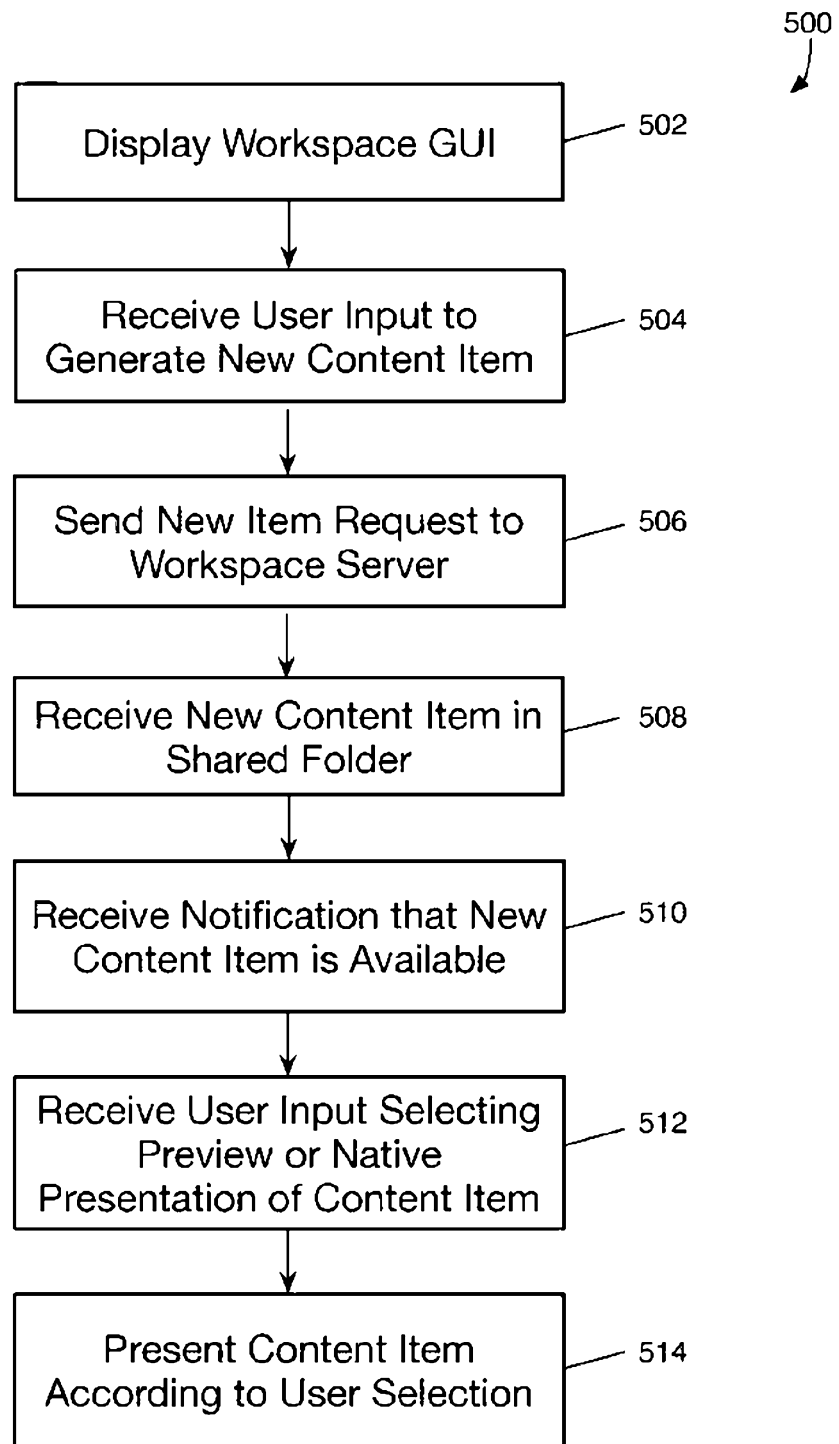 500
Display Workspace GUI
502
Receive User Input to
Generate New Content Item
504
Send New Item Request to
Workspace Server
506
Receive New Content Item in
Shared Folder
508
Receive Notification that New
Content Item is Available
510
Receive User Input Selecting
Preview or Native
Presentation of Content Item
512
Present Content Item
According to User Selection
514